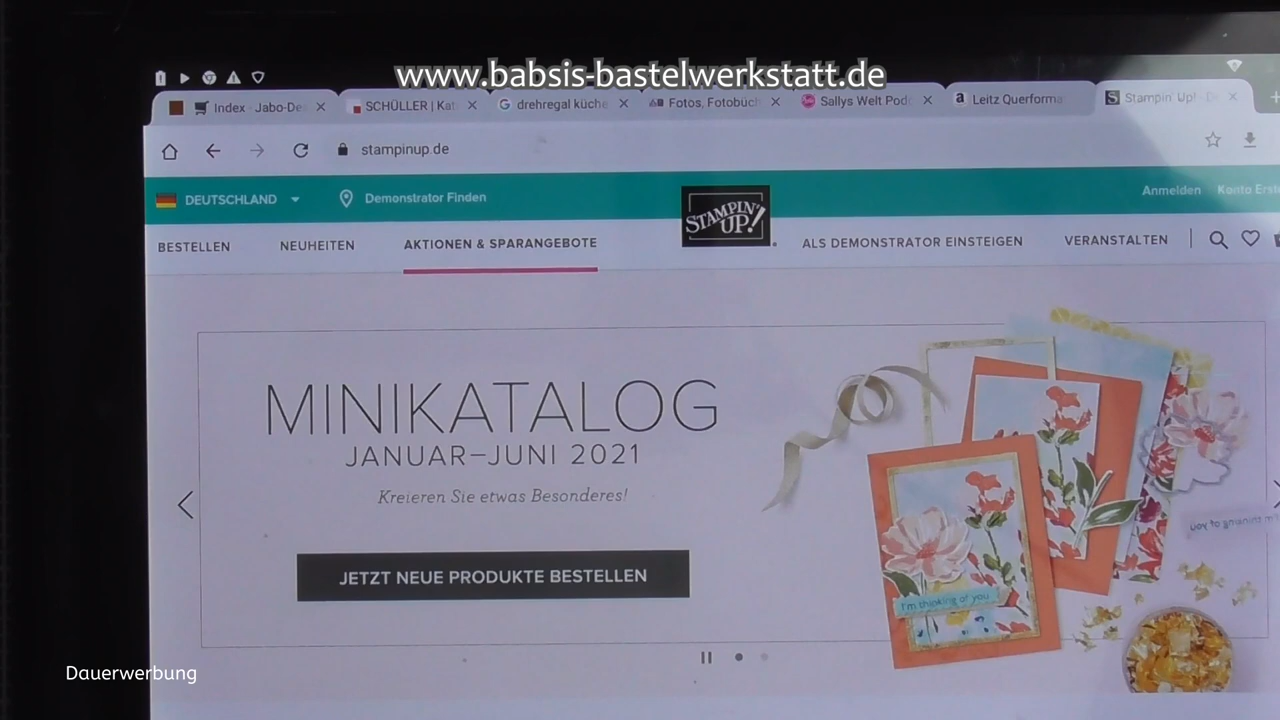 www.babsis-bastelwerkstatt.de
Index - Jabo-De
SCHÜLLER | Kat
drehregal küche
Fotos, Fotobüch
Sallys Welt Pod
Leitz Querforma
Stampin' Up! - D
stampinup.de
DEUTSCHLAND
Demonstrator Finden
Anmelden
Konto Erste
STAMPIN' UP!
BESTELLEN
NEUHEITEN
AKTIONEN & SPARANGEBOTE
ALS DEMONSTRATOR EINSTEIGEN
VERANSTALTEN
MINIKATALOG
JANUAR–JUNI 2021
Kreieren Sie etwas Besonderes!
JETZT NEUE PRODUKTE BESTELLEN
I'm thinking of you
Dauerwerbung